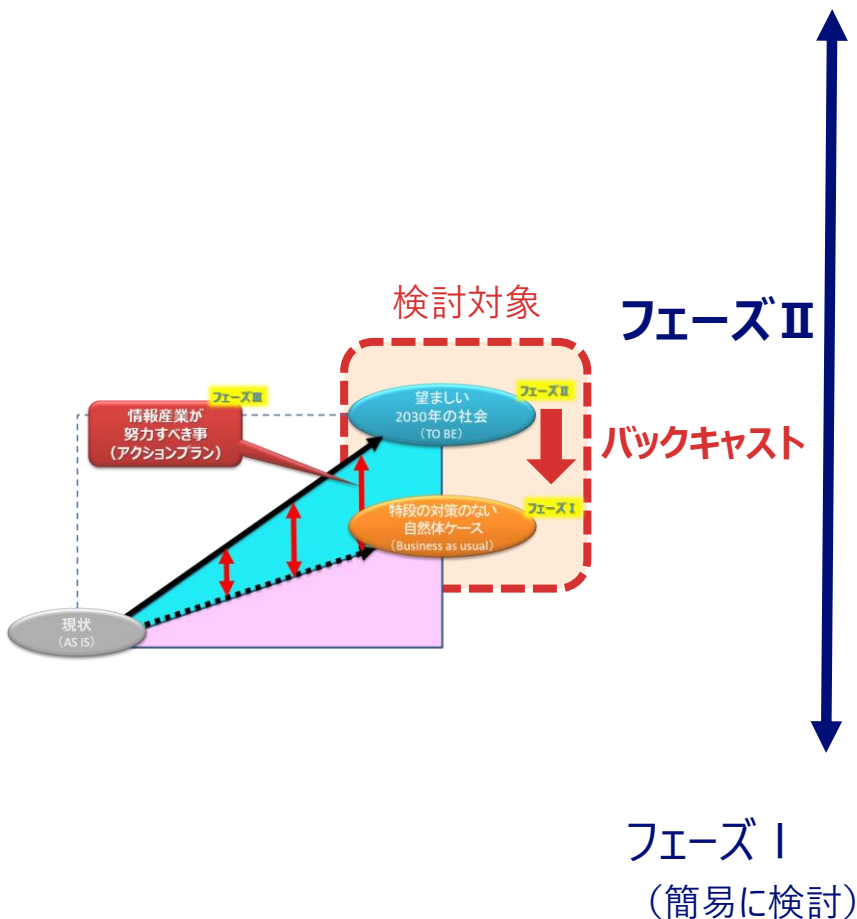 検討対象
フェーズⅡ
フェーズⅢ
情報産業が
努力すべき事
(アクションプラン)
望ましい
2030年の社会
(TO BE)
フェーズⅡ
バックキャスト
特段の対策のない
自然体ケース
(Business as usual)
フェーズⅠ
現状
(AS IS)
フェーズⅠ
(簡易に検討)